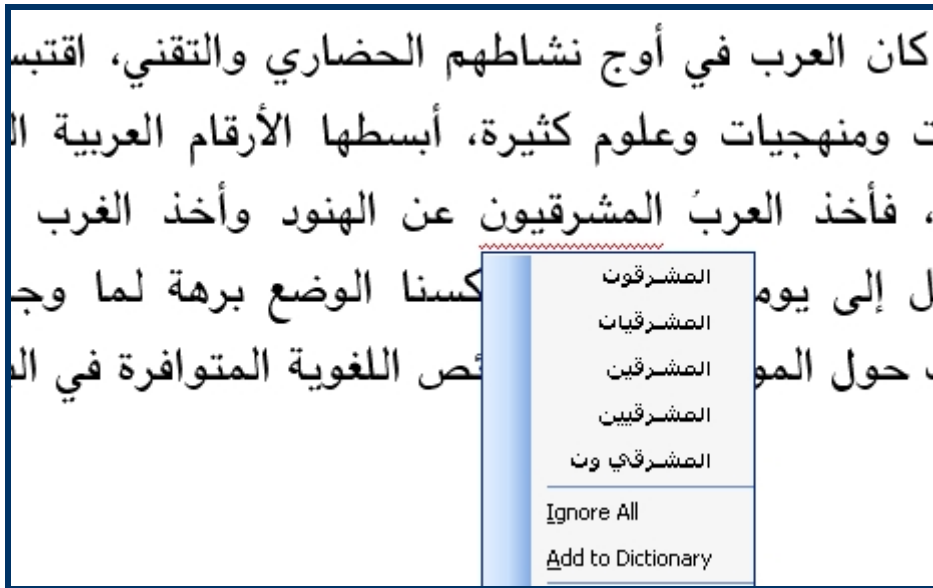 كان العرب في أوج نشاطهم الحضاري والتقني، اقتبس
ت ومنهجيات وعلوم كثيرة، أبسطها الأرقام العربية ال
، فأخذ العربُ المشرقيون عن الهنود وأخذ الغرب
ل إلى يوم كسنا الوضع برهة لما وج
حول المو ئص اللغوية المتوافرة في ال
المشرقون
المشرقيات
المشرقين
المشرقيين
المشرقي ون
Ignore All
Add to Dictionary